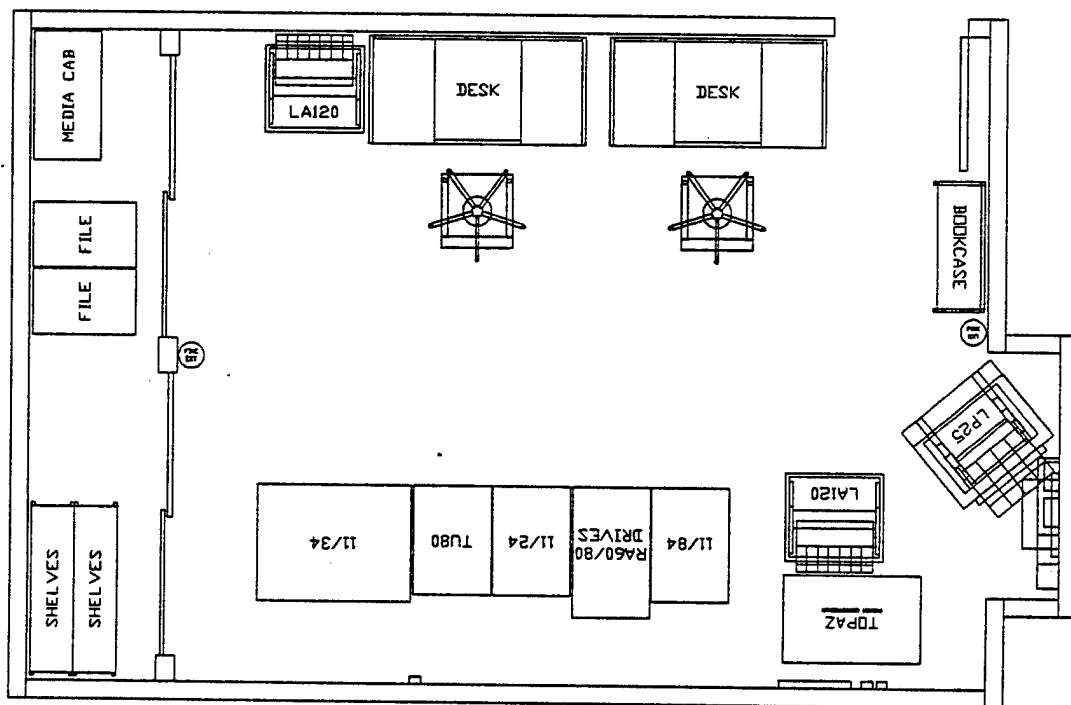 MEDIA CAB
LA120
DESK
DESK
FILE
FILE
BOOKCASE
LP25
SHELVES
SHELVES
11/34
TU80
11/24
RA60/80
DRIVES
11/84
LA120
TOPAZ